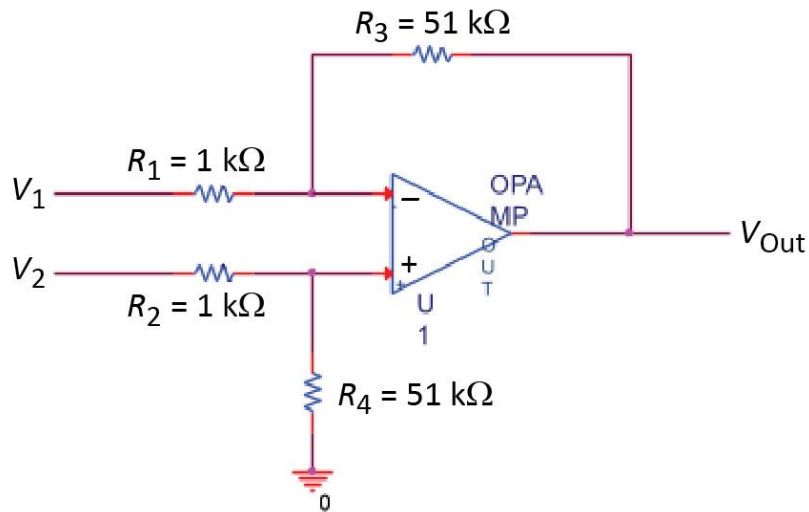 R3 = 51 kΩ
R1 = 1 kΩ
V1
OPA
MP
−
VOut
O
U
T
V2
+
+
R2 = 1 kΩ
U
1
R4 = 51 kΩ
0